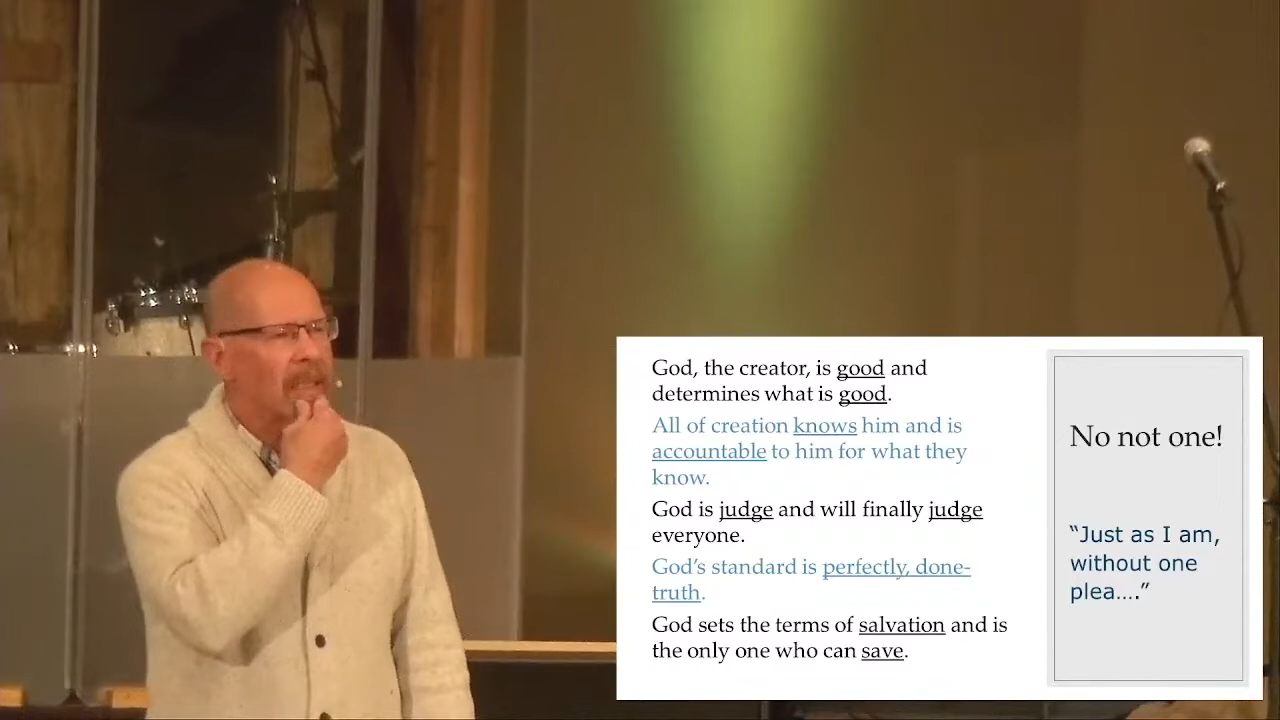 God, the creator, is good and
determines what is good.
All of creation knows him and is
accountable to him for what they
know.
God is judge and will finally judge
everyone.
God’s standard is perfectly, done-
truth.
God sets the terms of salvation and is
the only one who can save.
No not one!
“Just as I am,
without one
plea….”